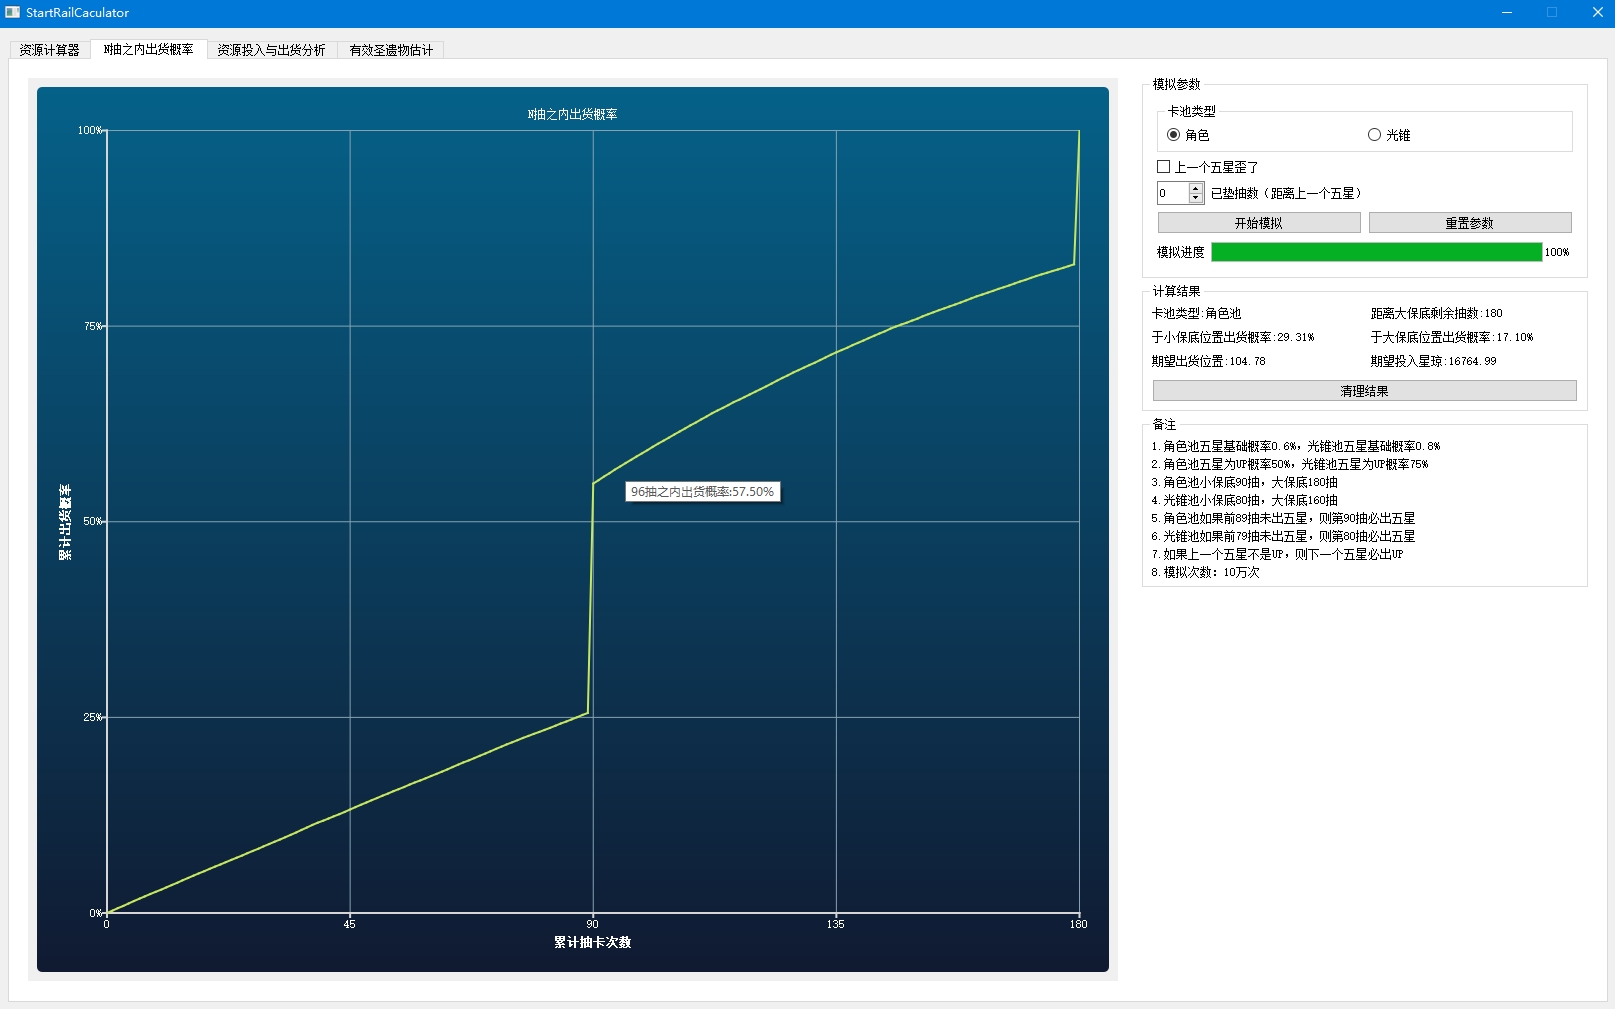 StartRailCaculator
资源计算器 N抽之内出货概率 资源投入与出货分析 有效圣遗物估计
N抽之内出货概率
100%
75%
50%
25%
0%
累计出货概率
96抽之内出货概率:57.50%
0 45 90 135 180
累计抽卡次数
模拟参数
卡池类型
角色 光锥
上一个五星歪了
0 已垫抽数（距离上一个五星）
开始模拟 重置参数
模拟进度 100%
计算结果
卡池类型:角色池 距离大保底剩余抽数:180
于小保底位置出货概率:29.31% 于大保底位置出货概率:17.10%
期望出货位置:104.78 期望投入星琼:16764.99
清理结果
备注
1.角色池五星基础概率0.6%，光锥池五星基础概率0.8%
2.角色池五星为UP概率50%，光锥池五星为UP概率75%
3.角色池小保底90抽，大保底180抽
4.光锥池小保底80抽，大保底160抽
5.角色池如果前89抽未出五星，则第90抽必出五星
6.光锥池如果前79抽未出五星，则第80抽必出五星
7.如果上一个五星不是UP，则下一个五星必出UP
8.模拟次数：10万次